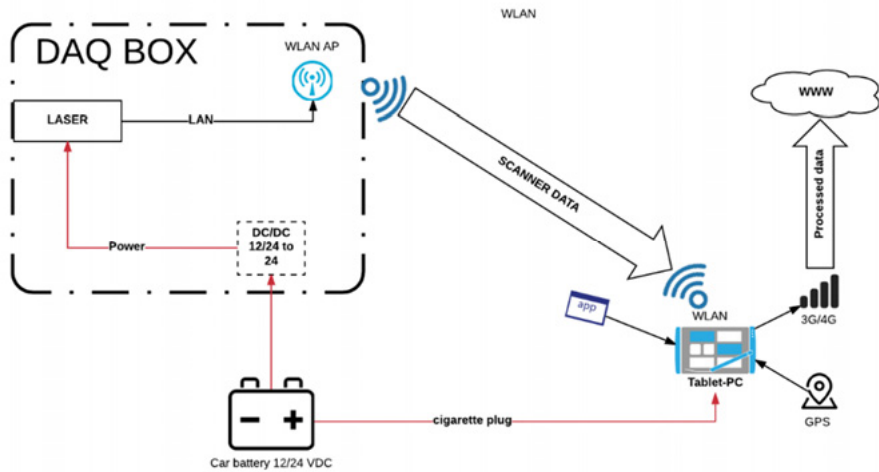 WLAN
DAQ BOX
WLAN AP
LASER
LAN
SCANNER DATA
www
Processed data
Power
DC/DC
12/24 to
24
app
WLAN
3G/4G
Tablet-PC
GPS
cigarette plug
Car battery 12/24 VDC